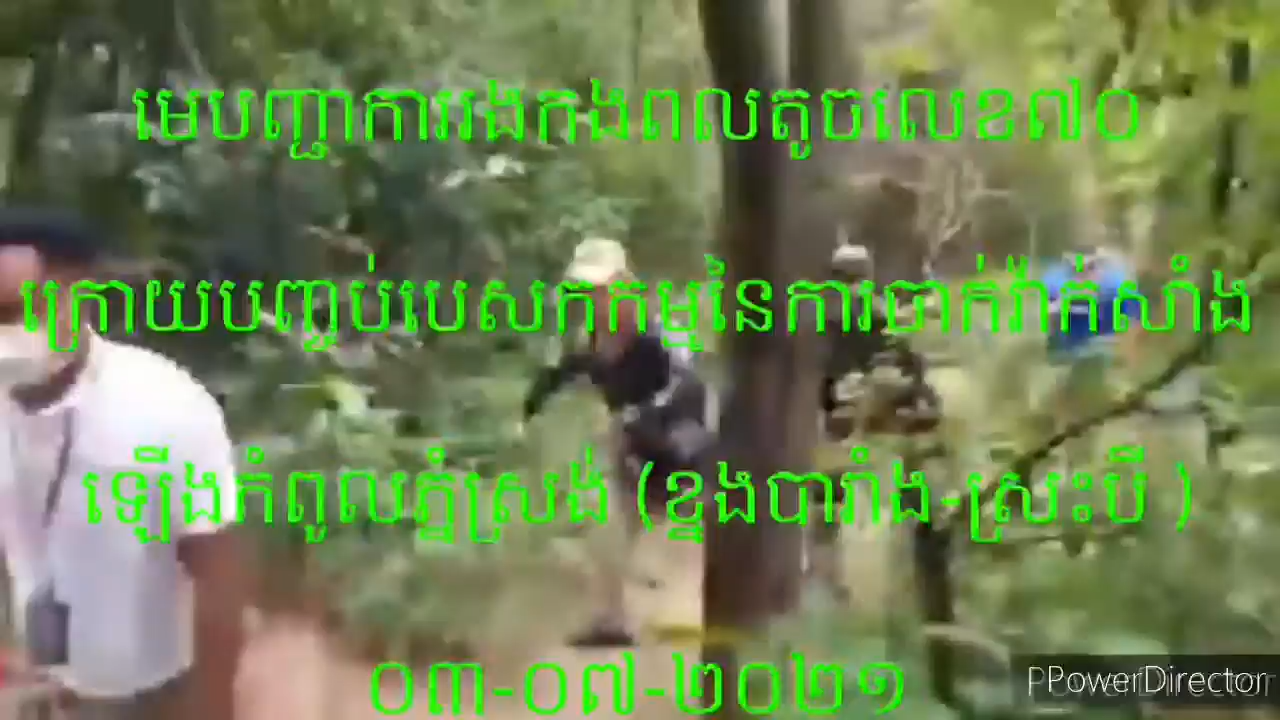 មេបញ្ជាការរងកងពលតូចលេខ៧០
ក្រោយបញ្ចប់បេសកកម្មនៃការចាក់វ៉ាក់សាំង
ឡើងកំពូលភ្នំស្រង់ (ខ្នងបារាំង-ស្រះបី )
០៣-០៧-២០២១
PowerDirector